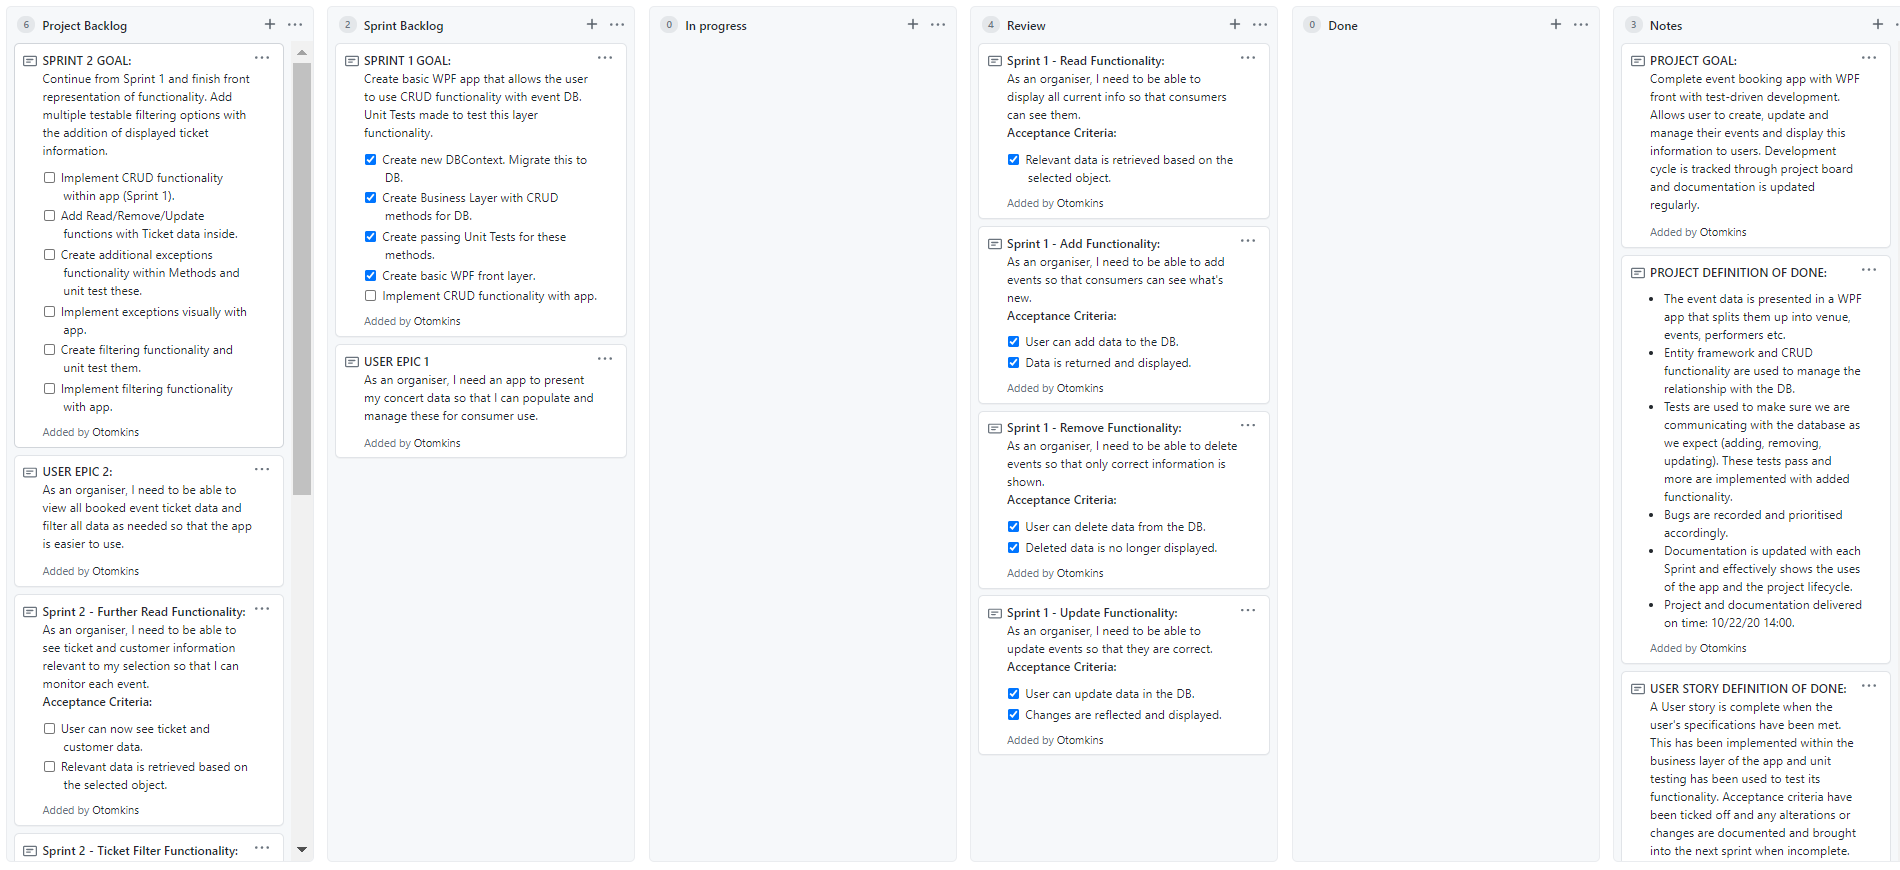 6 Project Backlog
SPRINT 2 GOAL:
Continue from Sprint 1 and finish front
representation of functionality. Add
multiple testable filtering options with
the addition of displayed ticket
information.
Implement CRUD functionality
within app (Sprint 1).
Add Read/Remove/Update
functions with Ticket data inside.
Create additional exceptions
functionality within Methods and
unit test these.
Implement exceptions visually with
app.
Create filtering functionality and
unit test them.
Implement filtering functionality
with app.
Added by Otomkins
USER EPIC 2:
As an organiser, I need to be able to
view all booked event ticket data and
filter all data as needed so that the app
is easier to use.
Added by Otomkins
Sprint 2 - Further Read Functionality:
As an organiser, I need to be able to
see ticket and customer information
relevant to my selection so that I can
monitor each event.
Acceptance Criteria:
User can now see ticket and
customer data.
Relevant data is retrieved based on
the selected object.
Added by Otomkins
Sprint 2 - Ticket Filter Functionality:
2 Sprint Backlog
SPRINT 1 GOAL:
Create basic WPF app that allows the user
to use CRUD functionality with event DB.
Unit Tests made to test this layer
functionality.
Create new DBContext. Migrate this to
DB.
Create Business Layer with CRUD
methods for DB.
Create passing Unit Tests for these
methods.
Create basic WPF front layer.
Implement CRUD functionality with app.
Added by Otomkins
USER EPIC 1
As an organiser, I need an app to present
my concert data so that I can populate and
manage these for consumer use.
Added by Otomkins
0 In progress
4 Review
Sprint 1 - Read Functionality:
As an organiser, I need to be able to
display all current info so that consumers
can see them.
Acceptance Criteria:
Relevant data is retrieved based on the
selected object.
Added by Otomkins
Sprint 1 - Add Functionality:
As an organiser, I need to be able to add
events so that consumers can see what's
new.
Acceptance Criteria:
User can add data to the DB.
Data is returned and displayed.
Added by Otomkins
Sprint 1 - Remove Functionality:
As an organiser, I need to be able to delete
events so that only correct information is
shown.
Acceptance Criteria:
User can delete data from the DB.
Deleted data is no longer displayed.
Added by Otomkins
Sprint 1 - Update Functionality:
As an organiser, I need to be able to
update events so that they are correct.
Acceptance Criteria:
User can update data in the DB.
Changes are reflected and displayed.
Added by Otomkins
0 Done
3 Notes
PROJECT GOAL:
Complete event booking app with WPF
front with test-driven development.
Allows user to create, update and
manage their events and display this
information to users. Development
cycle is tracked through project board
and documentation is updated
regularly.
Added by Otomkins
PROJECT DEFINITION OF DONE:
• The event data is presented in a WPF
app that splits them up into venue,
events, performers etc.
• Entity framework and CRUD
functionality are used to manage the
relationship with the DB.
• Tests are used to make sure we are
communicating with the database as
we expect (adding, removing,
updating). These tests pass and
more are implemented with added
functionality.
• Bugs are recorded and prioritised
accordingly.
• Documentation is updated with each
Sprint and effectively shows the uses
of the app and the project lifecycle.
• Project and documentation delivered
on time: 10/22/20 14:00.
Added by Otomkins
USER STORY DEFINITION OF DONE:
A User story is complete when the
user's specifications have been met.
This has been implemented within the
business layer of the app and unit
testing has been used to test its
functionality. Acceptance criteria have
been ticked off and any alterations or
changes are documented and brought
into the next sprint when incomplete.